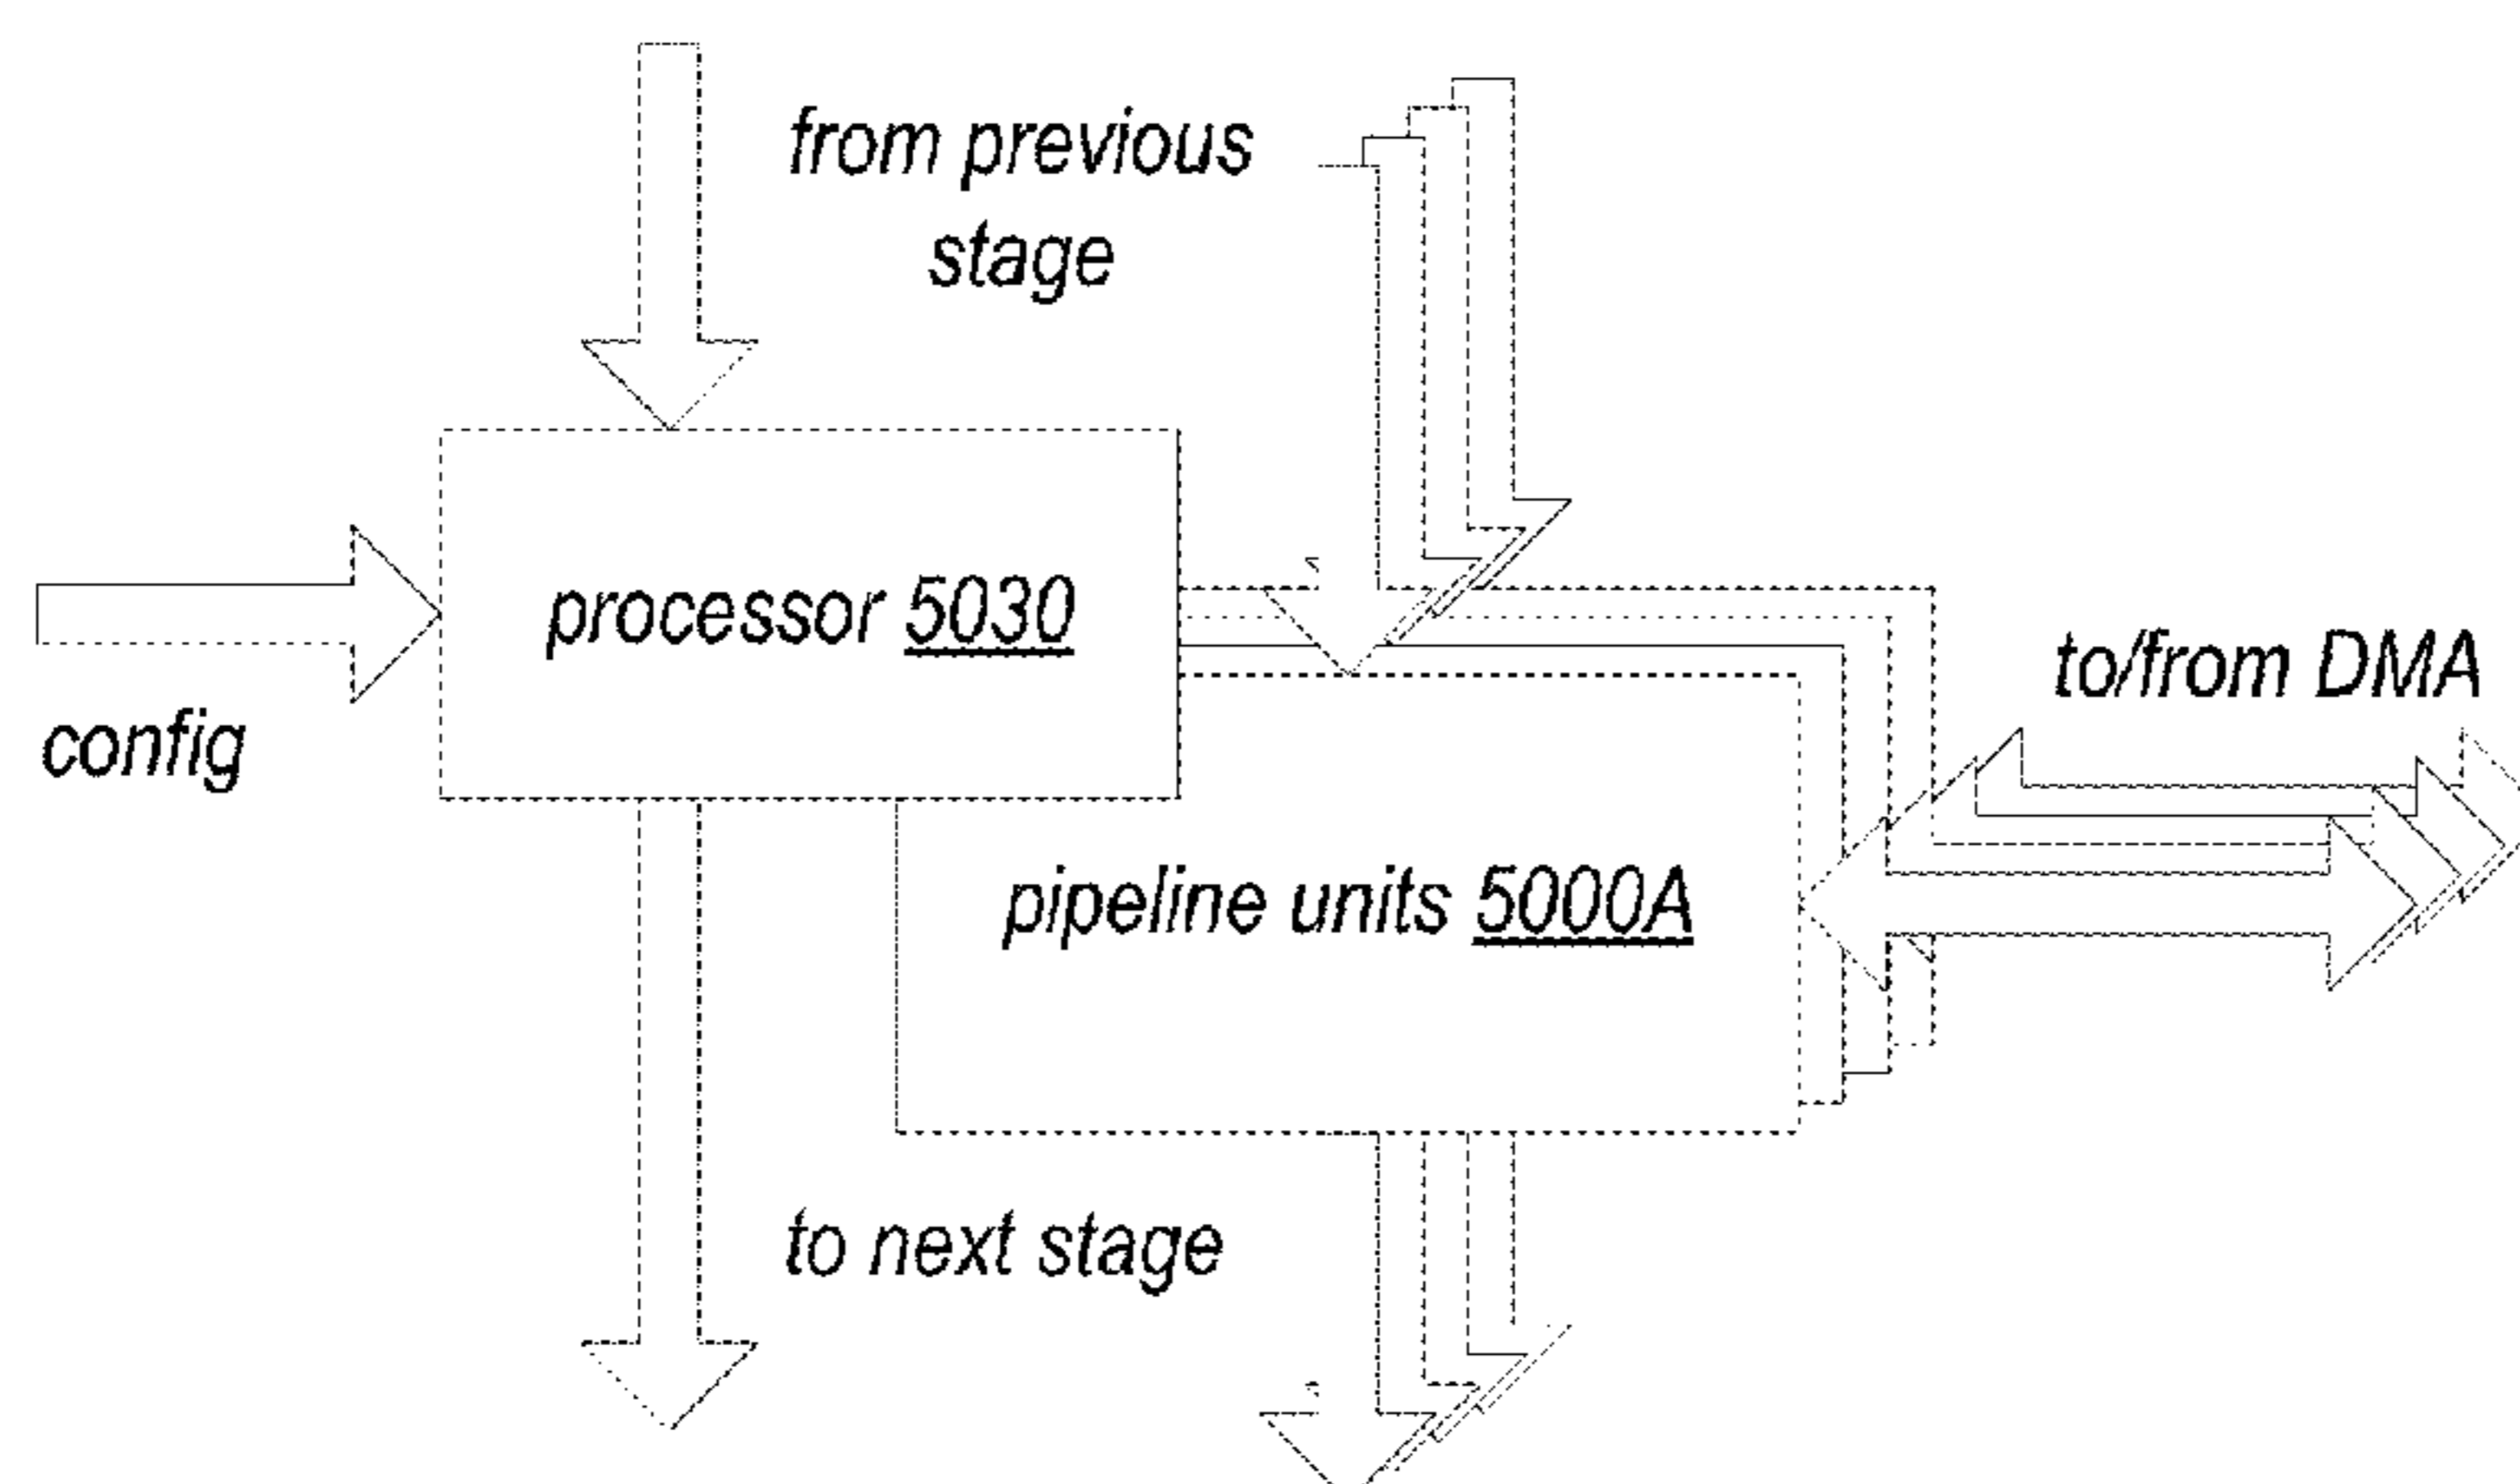 from previous
stage
processor 5030
to/from DMA
config
pipeline units 5000A
to next stage